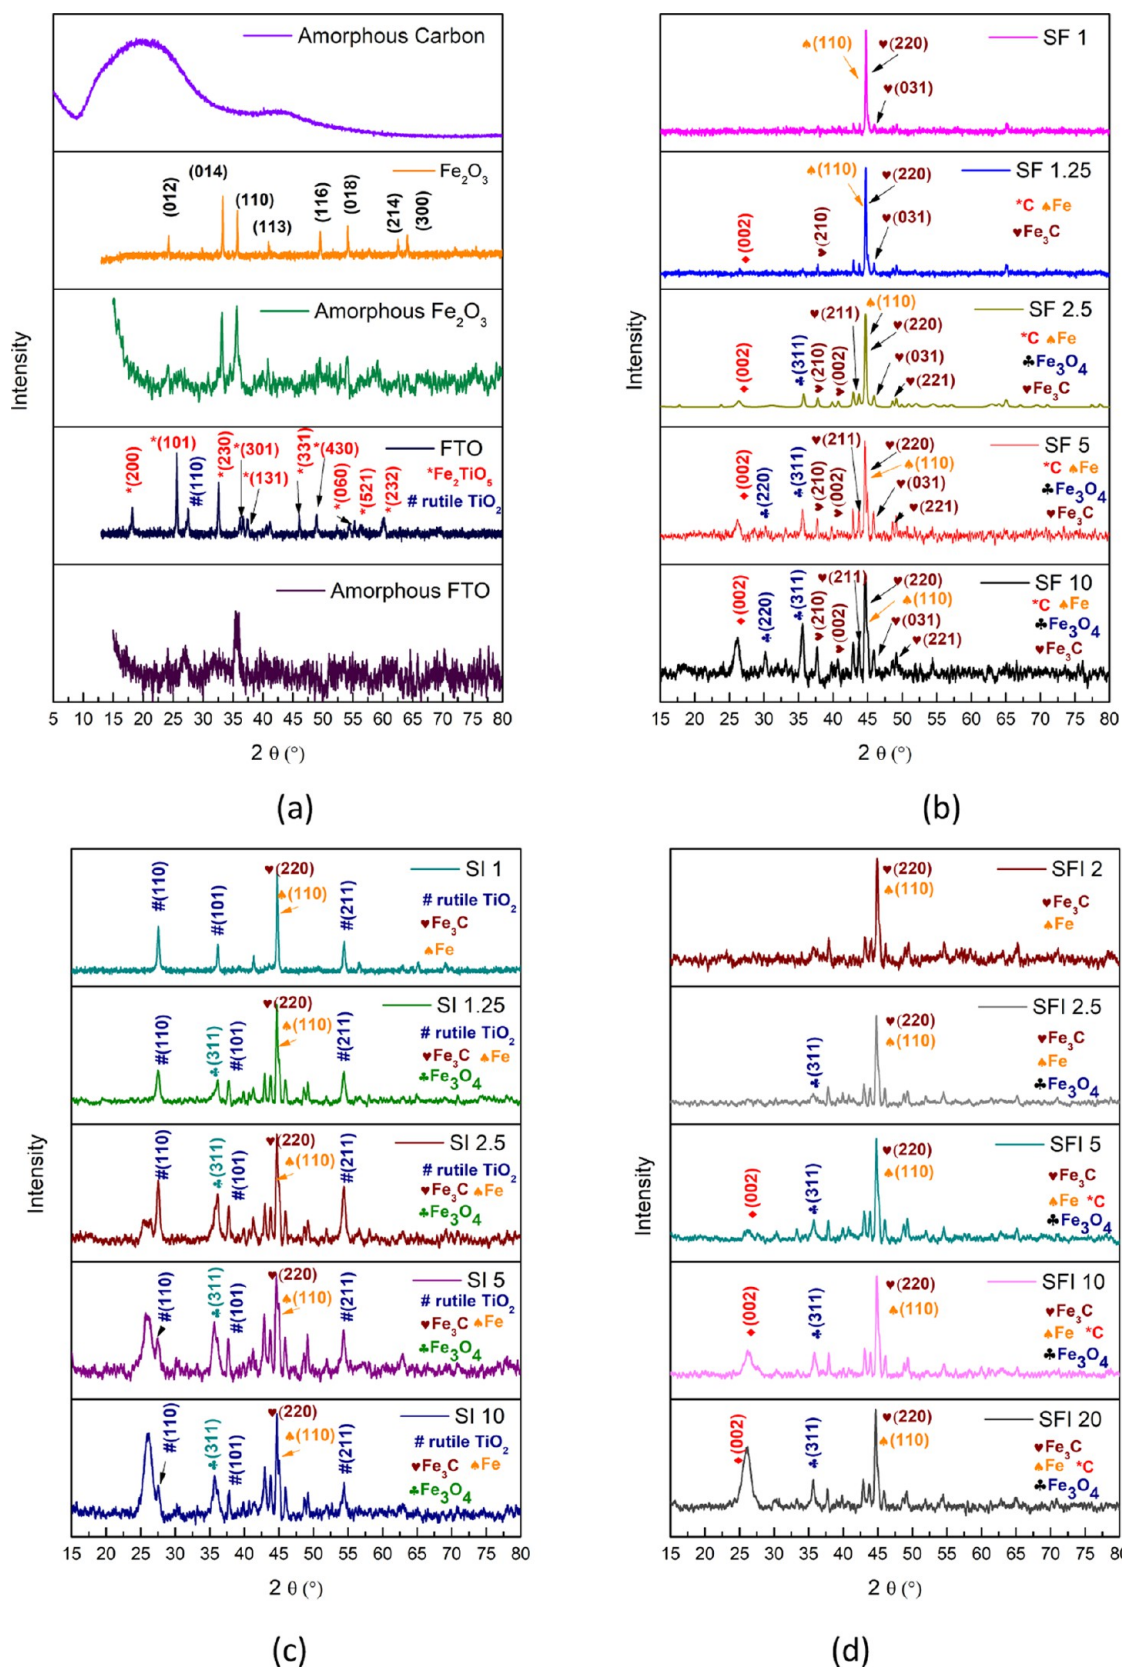 Intensity
Amorphous Carbon
Fe₂O₃
(012)
(014)
(110)
(113)
(116)
(018)
(214)
(300)
Amorphous Fe₂O₃
FTO
*Fe₂TiO₅
# rutile TiO₂
*(200)
*(101)
#(110)
*(230)
*(301)
*(131)
*(331)
*(430)
*(060)
*(521)
*(232)
Amorphous FTO
5 10 15 20 25 30 35 40 45 50 55 60 65 70 75 80
2 θ (°)
(a)
Intensity
SF 1
♠(110)
♥(220)
♥(031)
SF 1.25
*C ♠Fe
♥Fe₃C
♦(002)
♥(210)
♠(110)
♥(220)
♥(031)
SF 2.5
*C ♠Fe
♣Fe₃O₄
♥Fe₃C
♦(002)
♣(311)
♥(210)
♥(002)
♥(211)
♠(110)
♥(220)
♥(031)
♥(221)
SF 5
*C ♠Fe
♣Fe₃O₄
♥Fe₃C
♦(002)
♣(220)
♣(311)
♥(210)
♥(002)
♥(211)
♥(220)
♠(110)
♥(031)
♥(221)
SF 10
*C ♠Fe
♣Fe₃O₄
♥Fe₃C
♦(002)
♣(220)
♣(311)
♥(210)
♥(002)
♥(211)
♥(220)
♠(110)
♥(031)
♥(221)
15 20 25 30 35 40 45 50 55 60 65 70 75 80
2 θ (°)
(b)
Intensity
SI 1
# rutile TiO₂
♥Fe₃C
♠Fe
#(110)
#(101)
♥(220)
♠(110)
#(211)
SI 1.25
# rutile TiO₂
♥Fe₃C ♠Fe
♣Fe₃O₄
#(110)
♣(311)
#(101)
♥(220)
♠(110)
#(211)
SI 2.5
# rutile TiO₂
♥Fe₃C ♠Fe
♣Fe₃O₄
#(110)
♣(311)
#(101)
♥(220)
♠(110)
#(211)
SI 5
# rutile TiO₂
♥Fe₃C ♠Fe
♣Fe₃O₄
#(110)
♣(311)
#(101)
♥(220)
♠(110)
#(211)
SI 10
# rutile TiO₂
♥Fe₃C ♠Fe
♣Fe₃O₄
#(110)
♣(311)
#(101)
♥(220)
♠(110)
#(211)
15 20 25 30 35 40 45 50 55 60 65 70 75 80
2 θ (°)
(c)
Intensity
SFI 2
♥Fe₃C
♠Fe
♥(220)
♠(110)
SFI 2.5
♥Fe₃C
♠Fe
♣Fe₃O₄
♣(311)
♥(220)
♠(110)
SFI 5
♥Fe₃C
♠Fe *C
♣Fe₃O₄
♦(002)
♣(311)
♥(220)
♠(110)
SFI 10
♥Fe₃C
♠Fe *C
♣Fe₃O₄
♦(002)
♣(311)
♥(220)
♠(110)
SFI 20
♥Fe₃C
♠Fe *C
♣Fe₃O₄
♦(002)
♣(311)
♥(220)
♠(110)
15 20 25 30 35 40 45 50 55 60 65 70 75 80
2 θ (°)
(d)